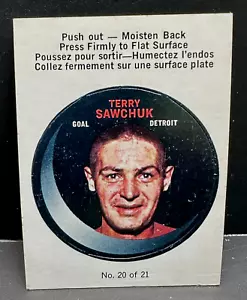 Push out — Moisten Back
Press Firmly to Flat Surface
Poussez pour sortir—Humectez l'endos
Collez fermement sur une surface plate
TERRY
SAWCHUK
GOAL DETROIT
No. 20 of 21